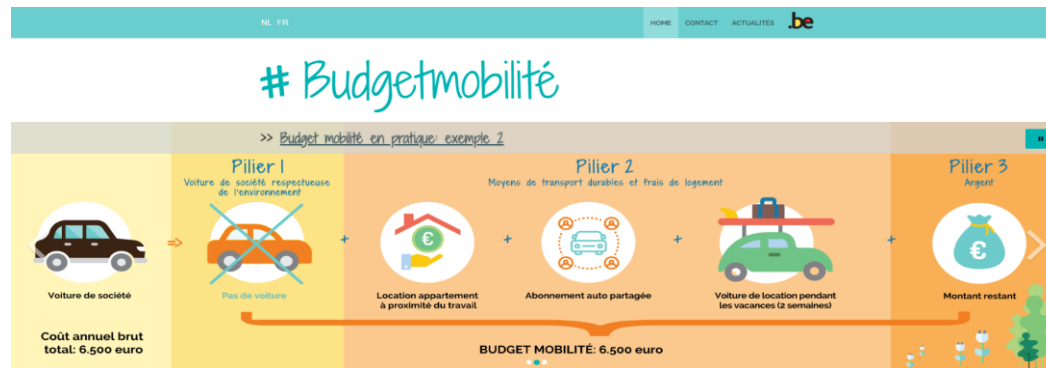 NL FR
HOME CONTACT ACTUALITÉS .be
# Budgetmobilité
>> Budget mobilité en pratique: exemple 2
Pilier 1
Voiture de société respectueuse
de l'environnement
Pilier 2
Moyens de transport durables et frais de logement
Pilier 3
Argent
=>
+
€
+
+
+
€
Voiture de société
Pas de voiture
Location appartement
à proximité du travail
Abonnement auto partagée
Voiture de location pendant
les vacances (2 semaines)
Montant restant
Coût annuel brut
total: 6.500 euro
BUDGET MOBILITÉ: 6.500 euro